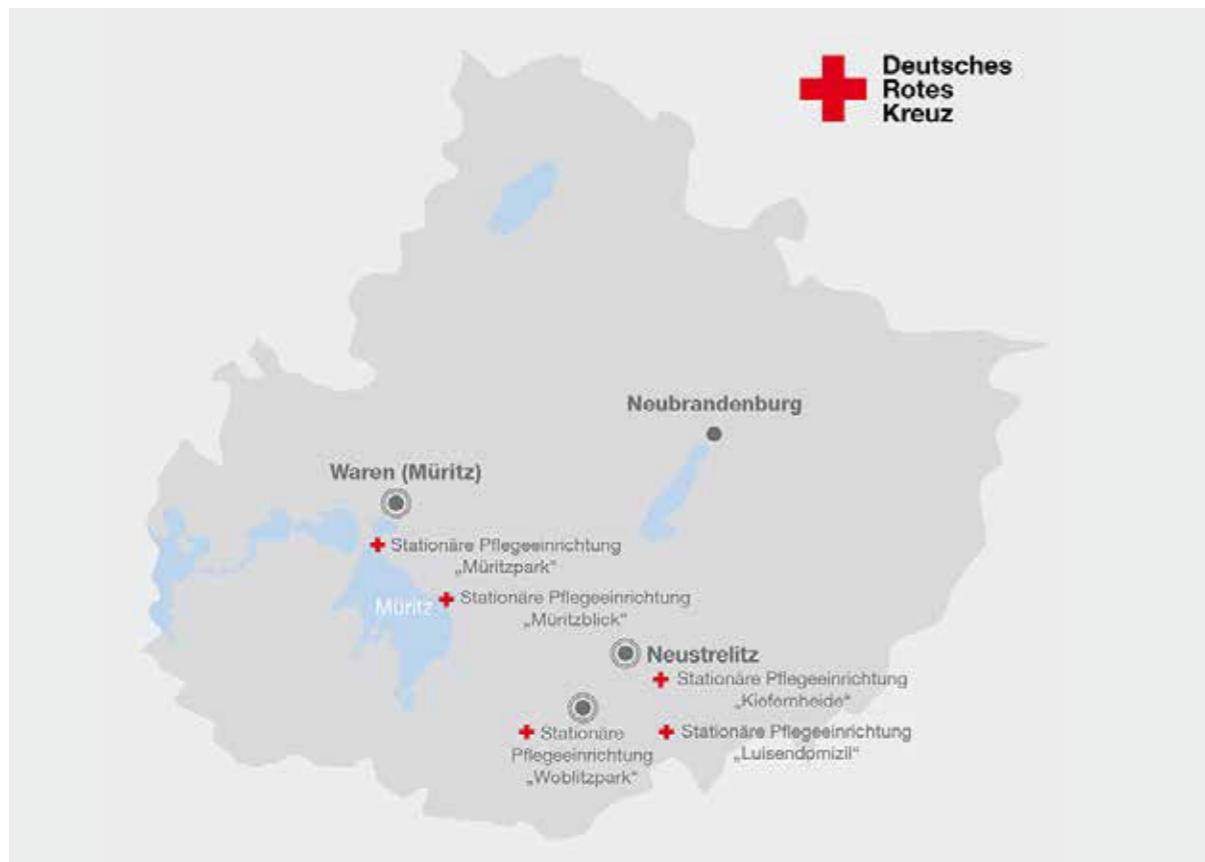 Deutsches
Rotes
Kreuz
Neubrandenburg
Waren (Müritz)
Stationäre Pflegeeinrichtung
„Müritzpark“
Müritz
Stationäre Pflegeeinrichtung
„Müritzblick“
Neustrelitz
Stationäre Pflegeeinrichtung
„Kiefernheide“
Stationäre
Pflegeeinrichtung
„Woblitzpark“
Stationäre Pflegeeinrichtung
„Luisendomizil“